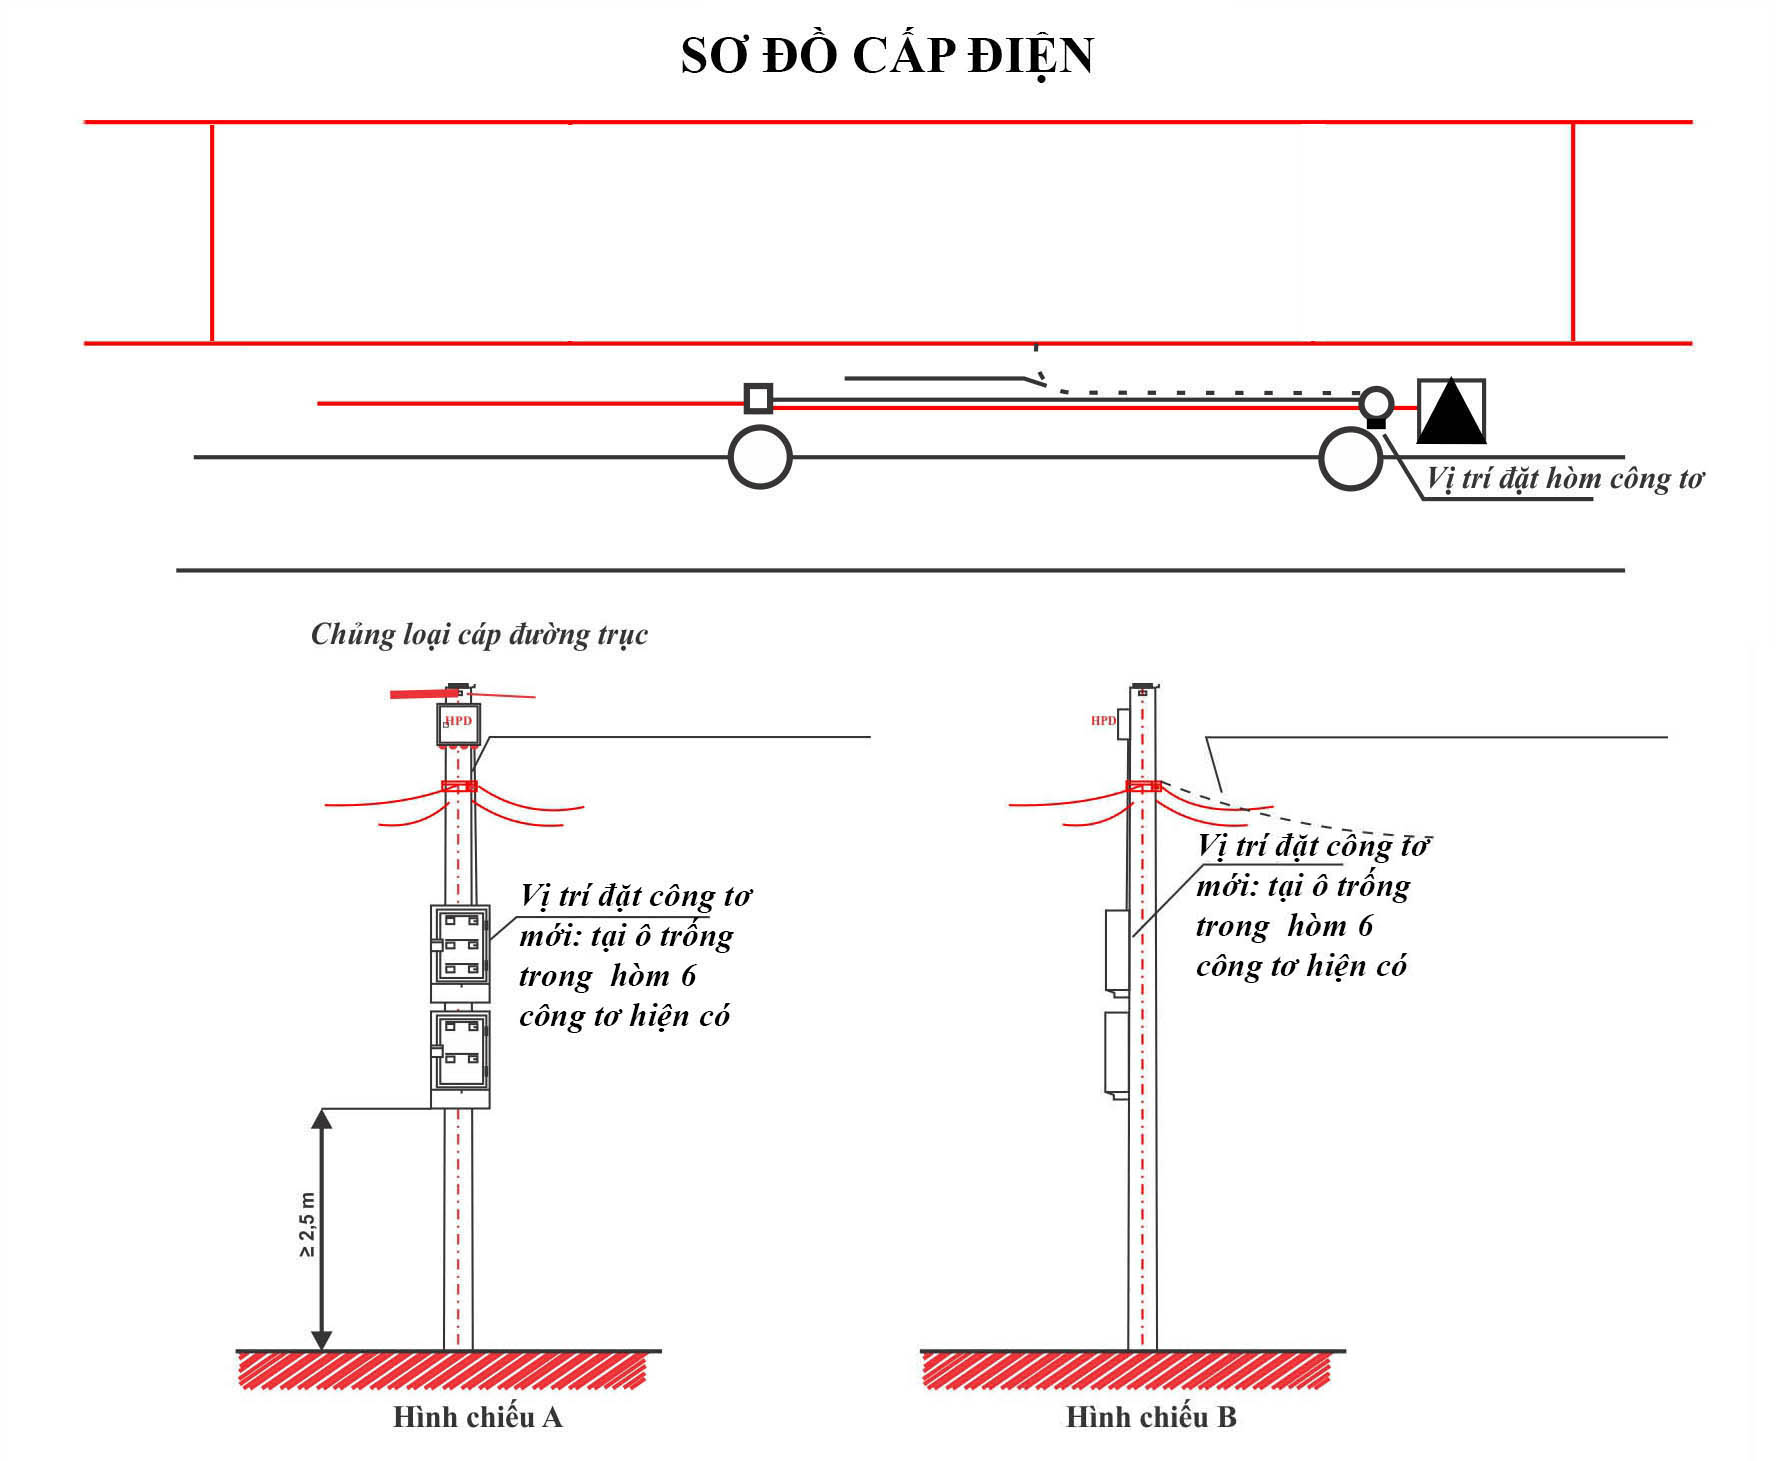 SƠ ĐỒ CẤP ĐIỆN
Vị trí đặt hòm công tơ
Chủng loại cáp đường trục
HPD
HPD
Vị trí đặt công tơ
mới: tại ô trống
trong hòm 6
công tơ hiện có
Vị trí đặt công tơ
mới: tại ô trống
trong hòm 6
công tơ hiện có
≥ 2,5 m
Hình chiếu A
Hình chiếu B